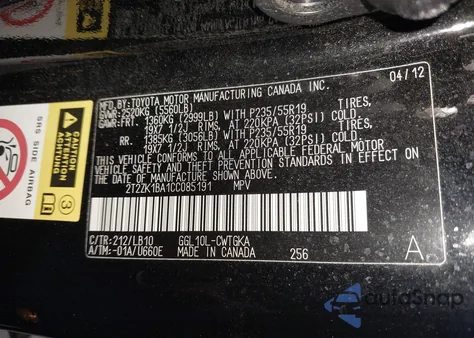 MFD.BY:TOYOTA MOTOR MANUFACTURING CANADA INC.
04/12
GVWR:2520KG (5560LB)
GAWR:FRT. 1360KG (2999LB) WITH P235/55R19 TIRES,
19X7 1/2J RIMS, AT 220KPA (32PSI) COLD.
RR. 1385KG (3056LB) WITH P235/55R19 TIRES,
19X7 1/2J RIMS, AT 220KPA (32PSI) COLD.
THIS VEHICLE CONFORMS TO ALL APPLICABLE FEDERAL MOTOR
VEHICLE SAFETY STANDARDS IN EFFECT ON THE DATE OF
MANUFACTURE SHOWN ABOVE.
2T2ZK1BA1CC085191 MPV
C/TR:212/LB10 GGL10L-CWTGKA A
A/TM:-01A/U660E MADE IN CANADA 256
SRS SIDE AIRBAG
3
autoSnap